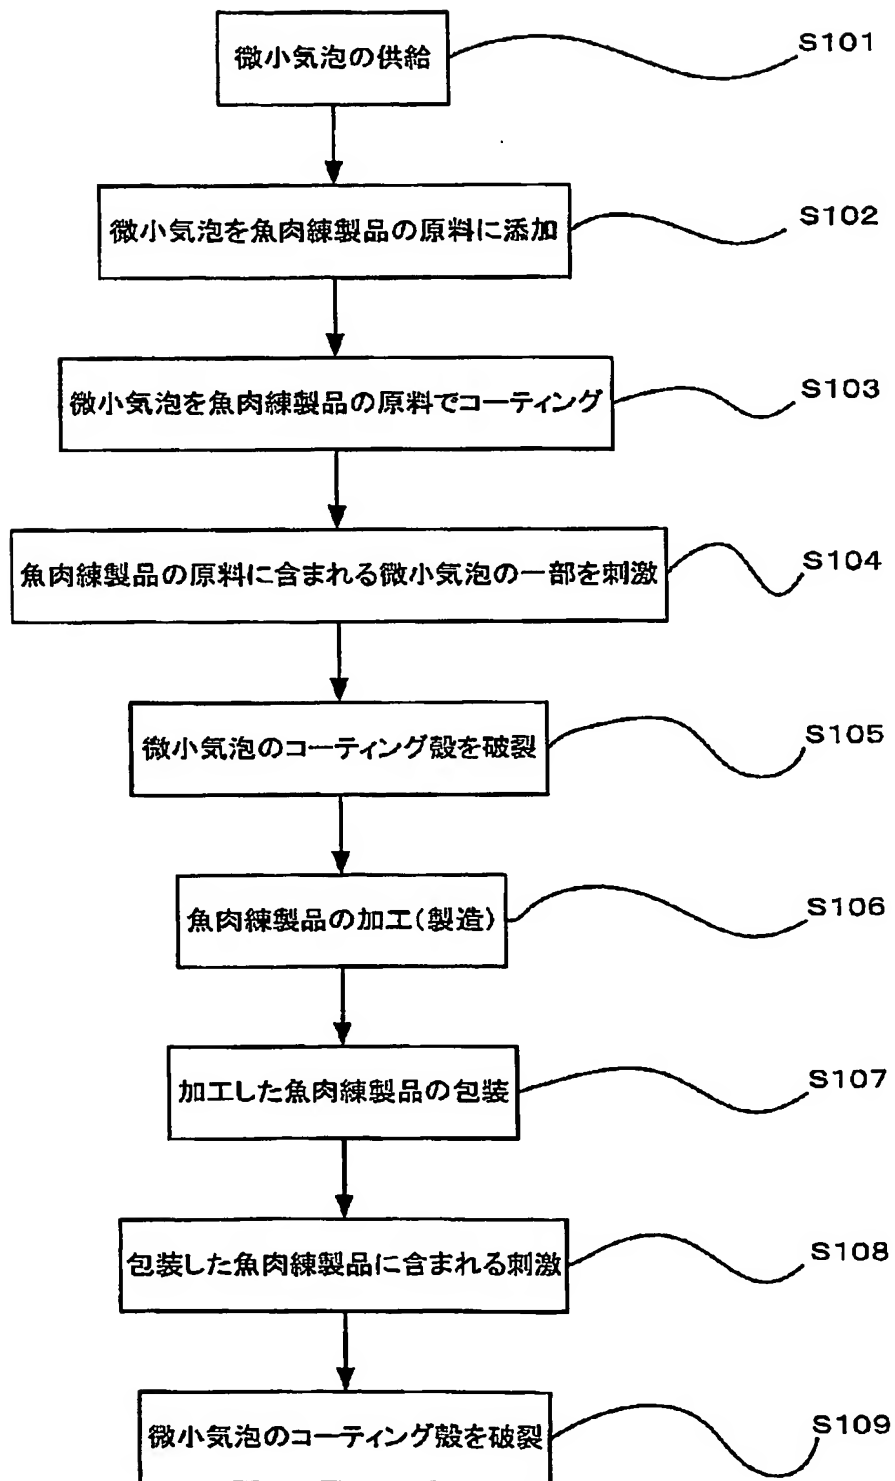 微小気泡の供給
S101
微小気泡を魚肉練製品の原料に添加
S102
微小気泡を魚肉練製品の原料でコーティング
S103
魚肉練製品の原料に含まれる微小気泡の一部を刺激
S104
微小気泡のコーティング殻を破裂
S105
魚肉練製品の加工(製造)
S106
加工した魚肉練製品の包装
S107
包装した魚肉練製品に含まれる刺激
S108
微小気泡のコーティング殻を破裂
S109